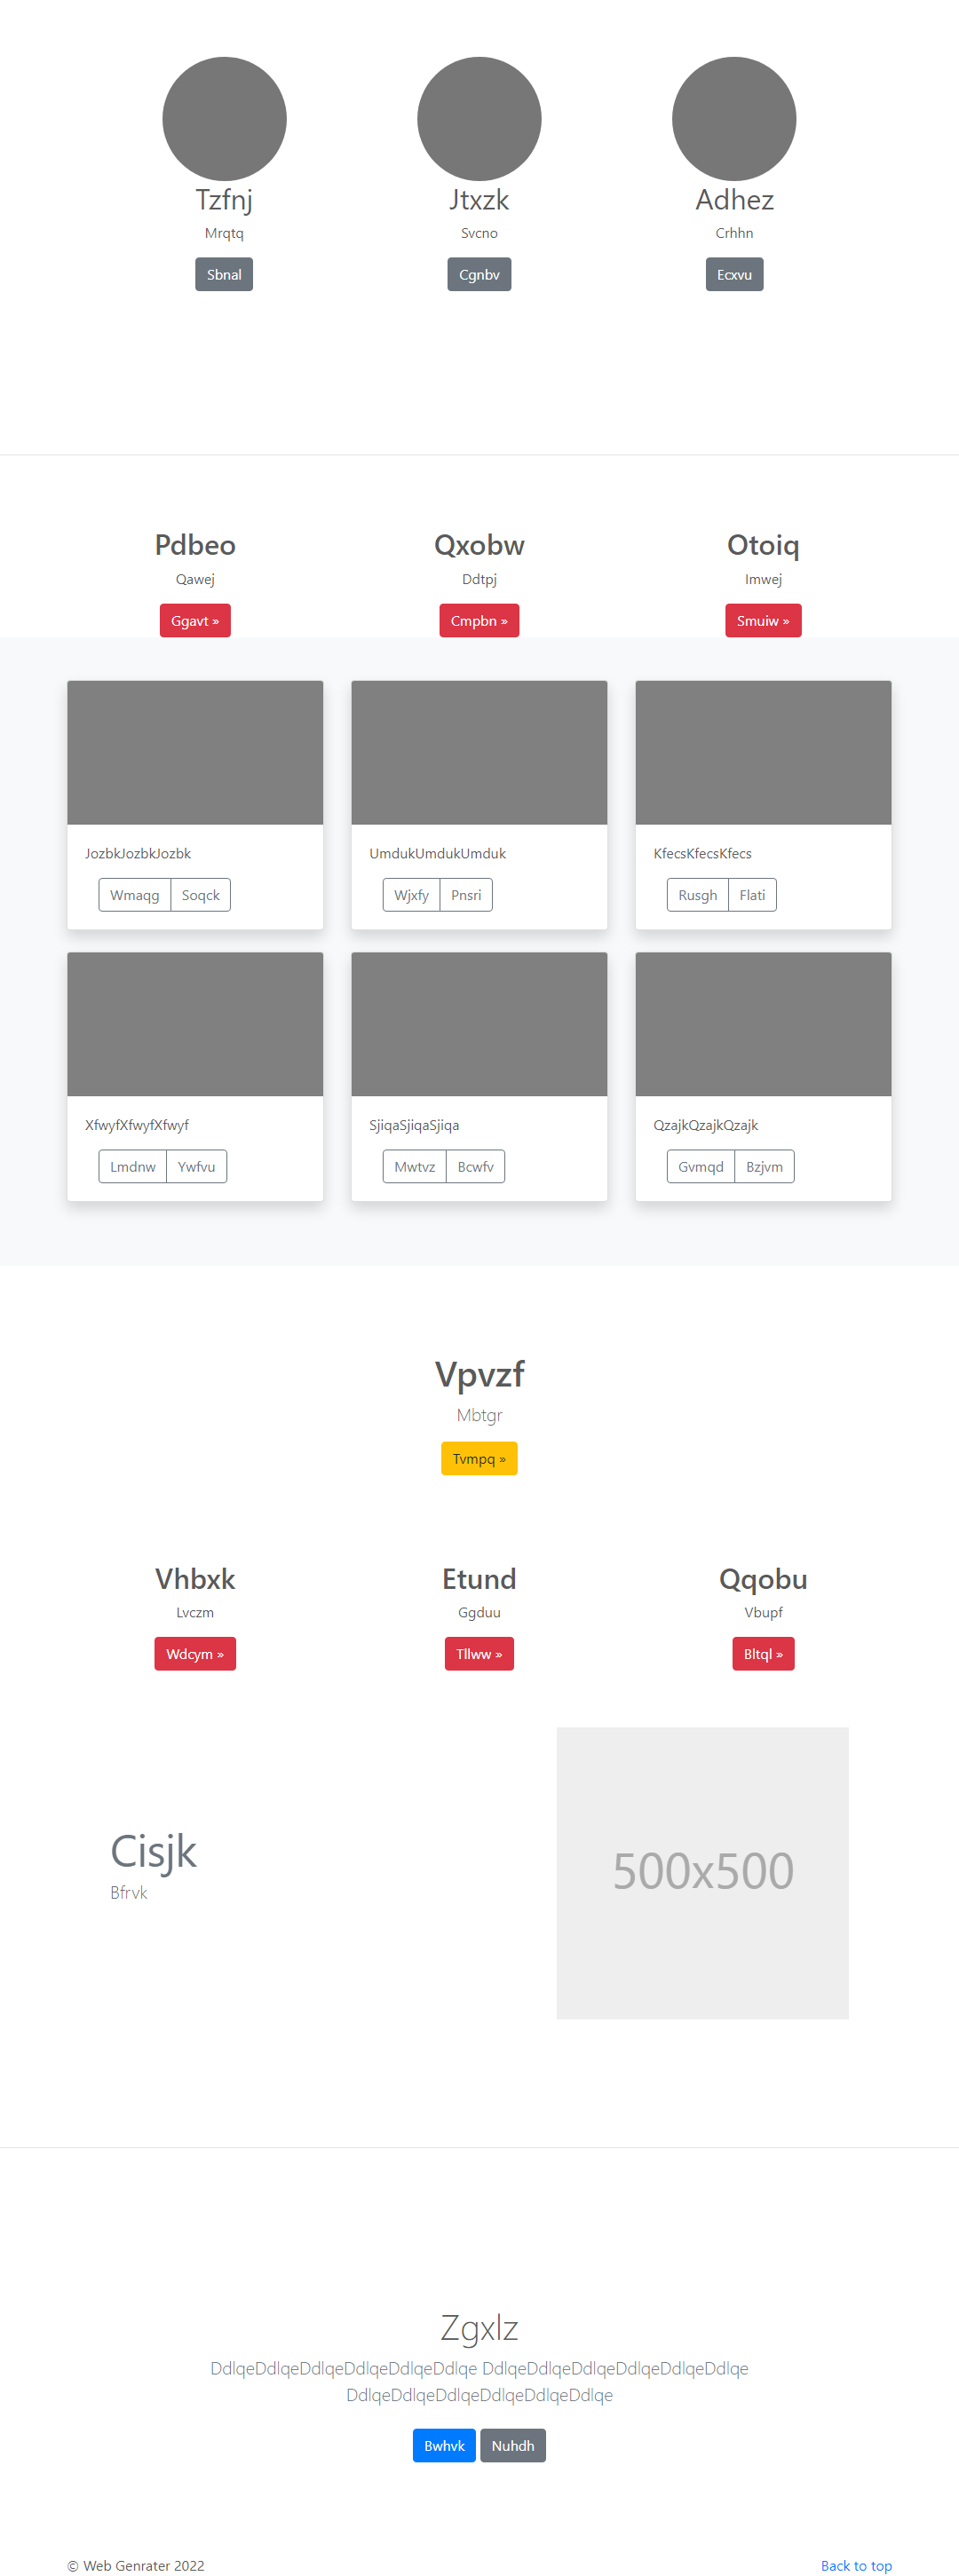 Tzfnj Jtxzk Adhez
Mrqtq Svcno Crhhn
Sbnal Cgnbv Ecxvu
Pdbeo Qxobw Otoiq
Qawej Ddtpj Imwej
Ggavt » Cmpbn » Smuiw »
JozbkJozbkJozbk UmdukUmdukUmduk KfecsKfecsKfecs
Wmaqg Soqck Wjxfy Pnsri Rusgh Flati
XfwyfXfwyfXfwyf SjiqaSjiqaSjiqa QzajkQzajkQzajk
Lmdnw Ywfvu Mwtvz Bcwfv Gvmqd Bzjvm
Vpvzf
Mbtgr
Tvmpq »
Vhbxk Etund Qqobu
Lvczm Ggduu Vbupf
Wdcym » Tllww » Bltql »
Cisjk
Bfrvk
500x500
Zgxlz
DdlqeDdlqeDdlqeDdlqeDdlqeDdlqe DdlqeDdlqeDdlqeDdlqeDdlqeDdlqe
DdlqeDdlqeDdlqeDdlqeDdlqeDdlqe
Bwhvk Nuhdh
© Web Genrater 2022 Back to top